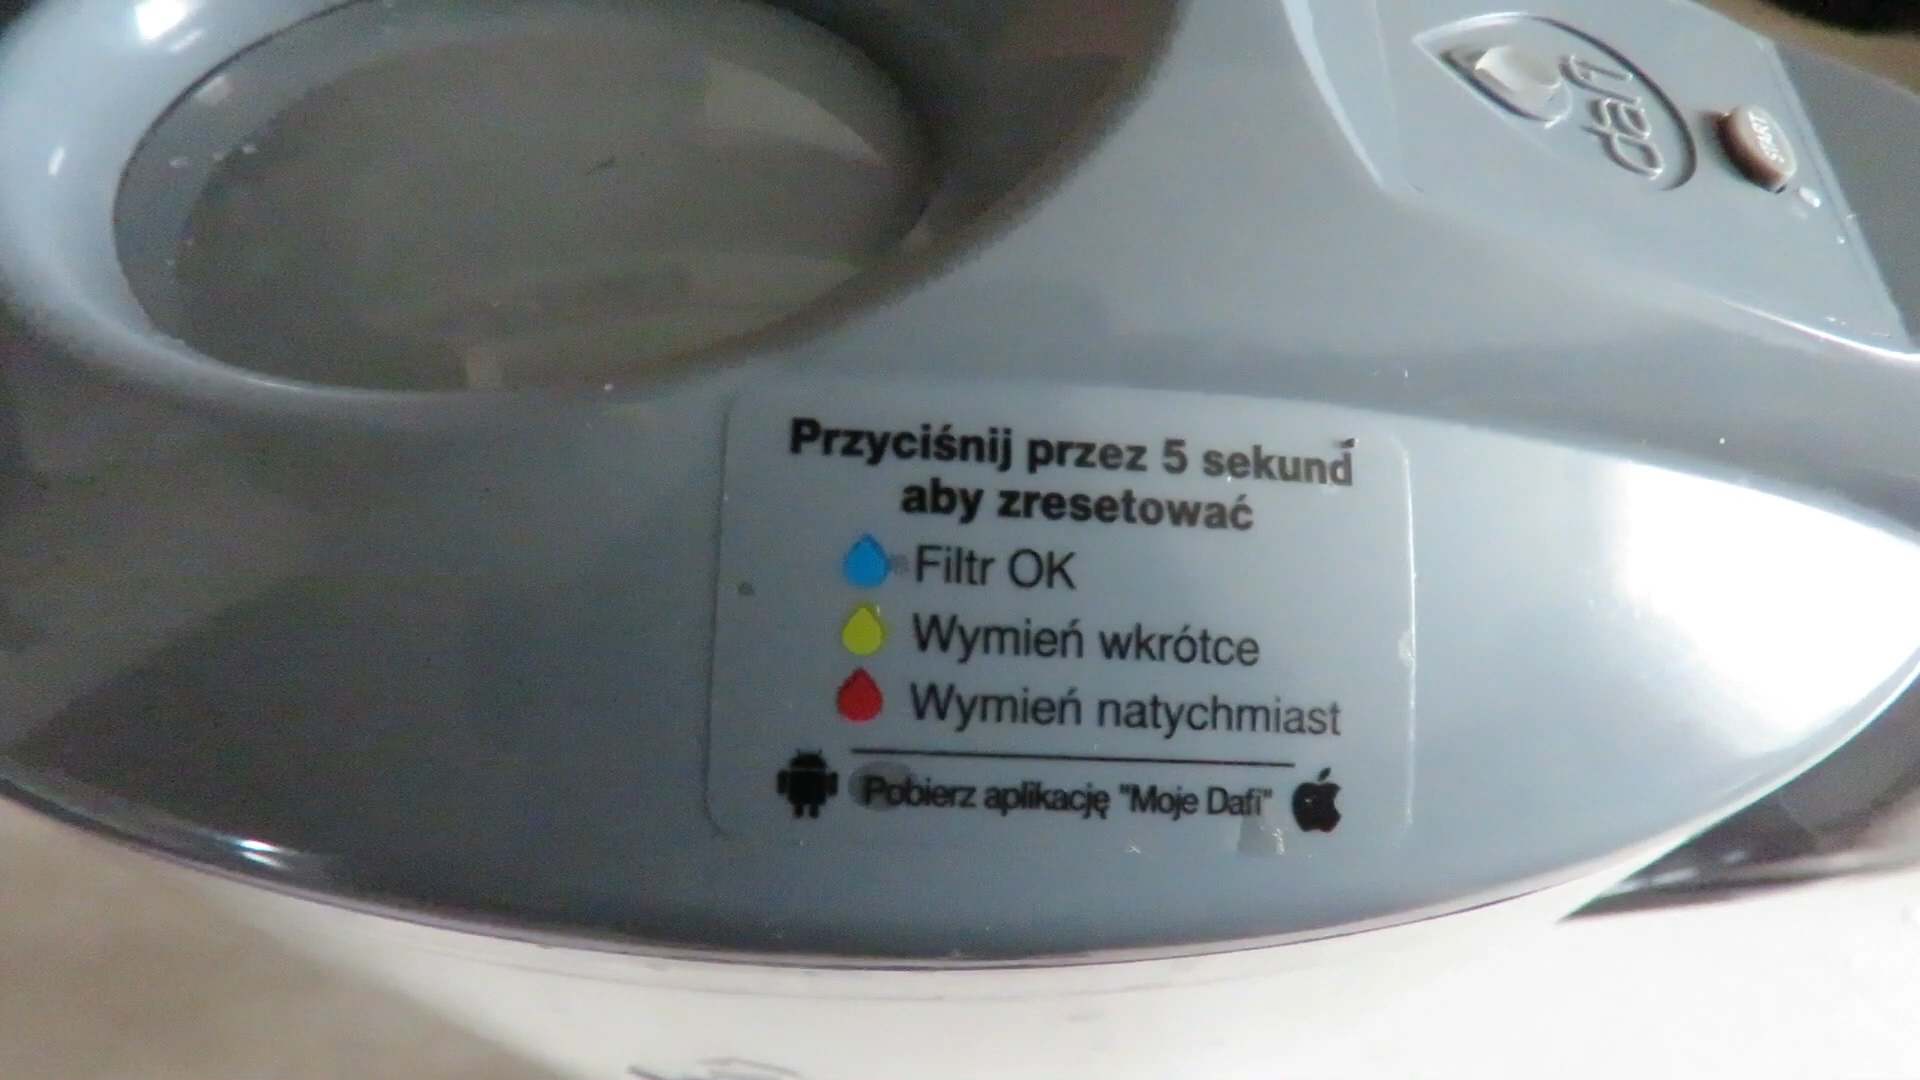 dafi
START
Przyciśnij przez 5 sekund
aby zresetować
Filtr OK
Wymień wkrótce
Wymień natychmiast
Pobierz aplikację "Moje Dafi"